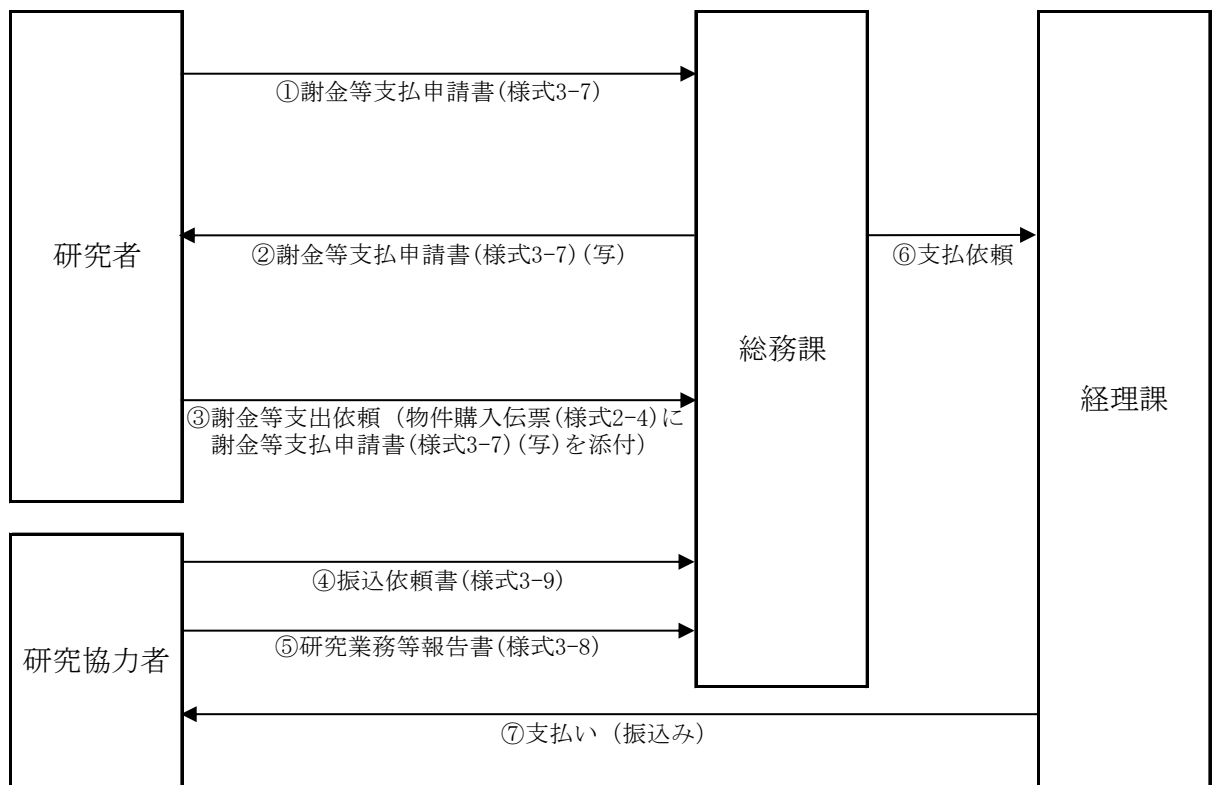 ①謝金等支払申請書(様式3-7)
研究者
②謝金等支払申請書(様式3-7)(写)
⑥支払依頼
総務課
経理課
③謝金等支出依頼（物件購入伝票(様式2-4)に
謝金等支払申請書(様式3-7)(写)を添付）
④振込依頼書(様式3-9)
⑤研究業務等報告書(様式3-8)
研究協力者
⑦支払い（振込み）